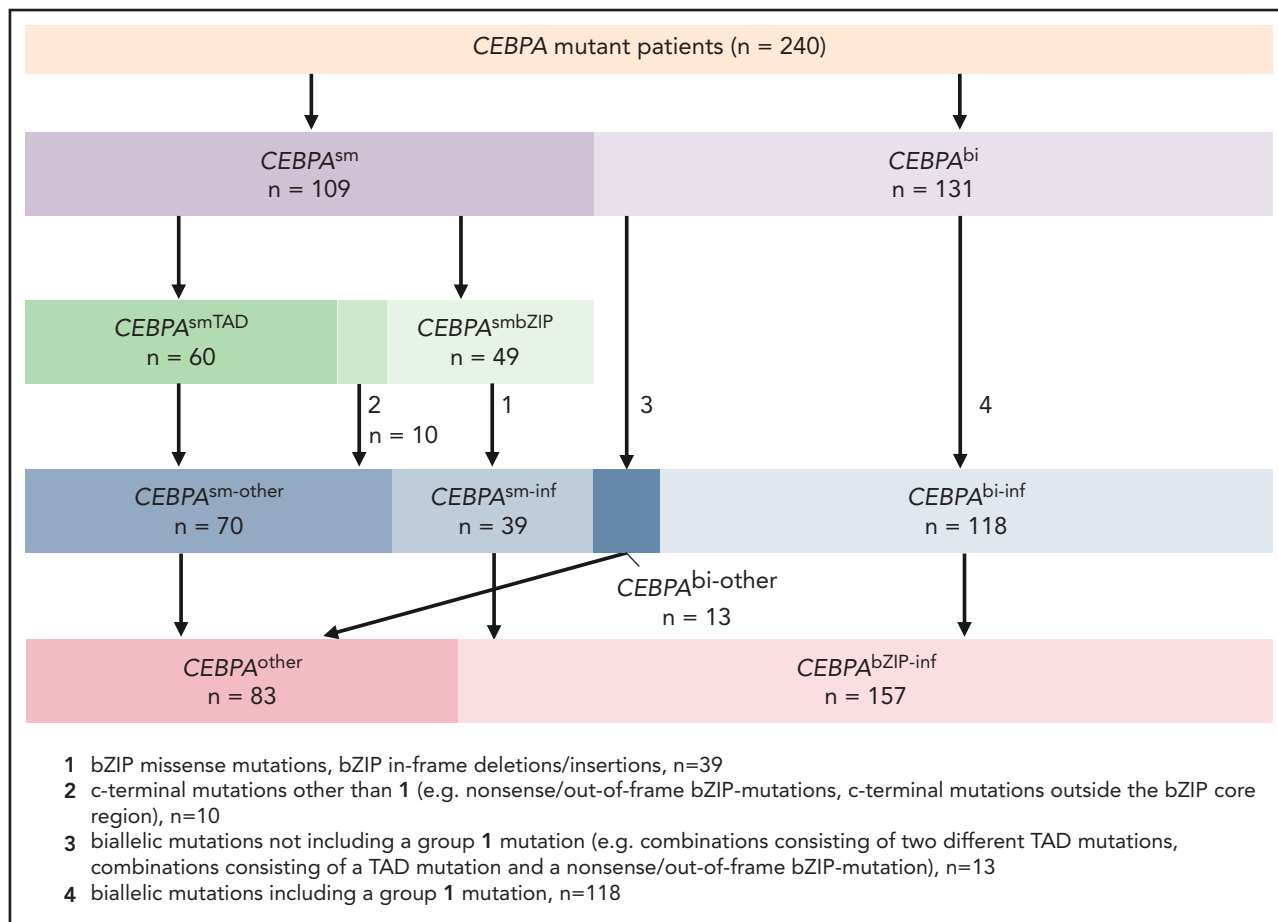 CEBPA mutant patients (n = 240)
CEBPAsm
n = 109
CEBPAbi
n = 131
CEBPAsmTAD
n = 60
CEBPAsmbZIP
n = 49
2
n = 10
1
3
4
CEBPAsm-other
n = 70
CEBPAsm-inf
n = 39
CEBPAbi-inf
n = 118
CEBPAbi-other
n = 13
CEBPAother
n = 83
CEBPAbZIP-inf
n = 157
1 bZIP missense mutations, bZIP in-frame deletions/insertions, n=39
2 c-terminal mutations other than 1 (e.g. nonsense/out-of-frame bZIP-mutations, c-terminal mutations outside the bZIP core
region), n=10
3 biallelic mutations not including a group 1 mutation (e.g. combinations consisting of two different TAD mutations,
combinations consisting of a TAD mutation and a nonsense/out-of-frame bZIP-mutation), n=13
4 biallelic mutations including a group 1 mutation, n=118